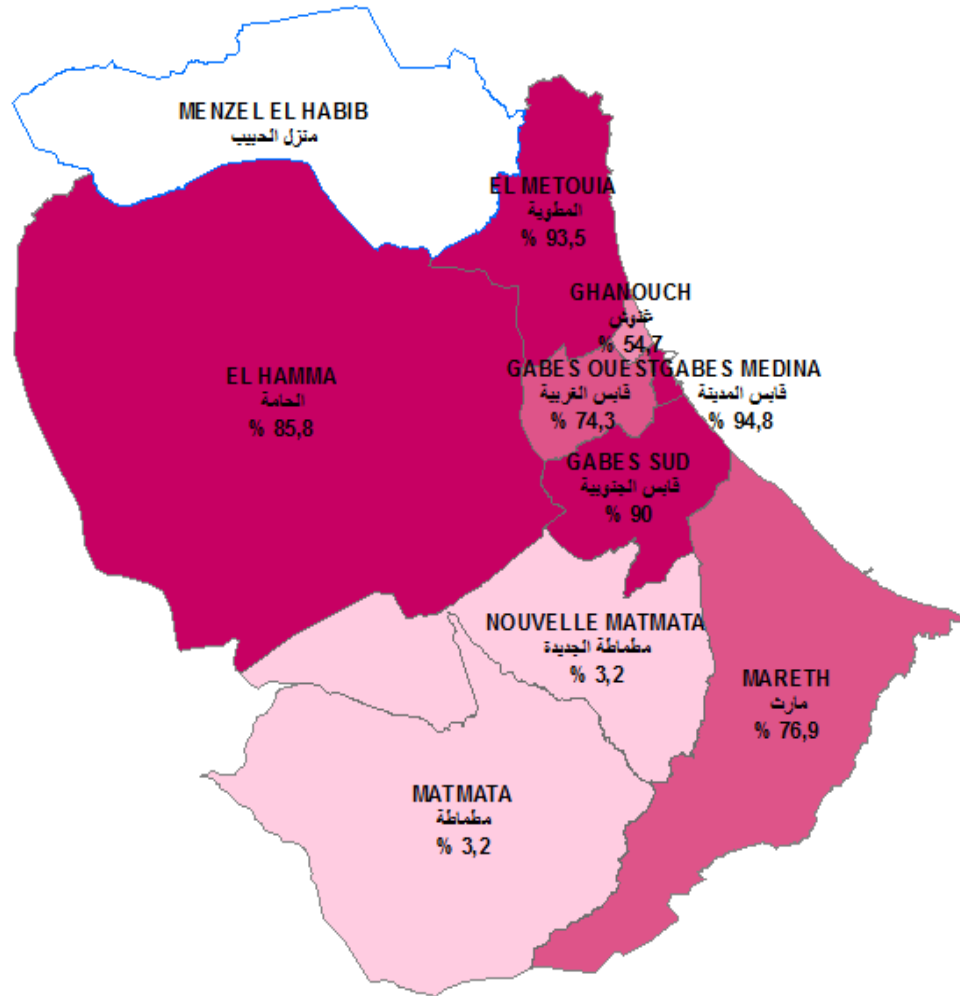 MENZEL EL HABIB
منزل الحبيب
EL METOUIA
المطوية
% 93,5
GHANOUCH
غنوش
% 54,7
GABES OUEST
قابس الغربية
% 74,3
GABES MEDINA
قابس المدينة
% 94,8
EL HAMMA
الحامة
% 85,8
GABES SUD
قابس الجنوبية
% 90
NOUVELLE MATMATA
مطماطة الجديدة
% 3,2
MARETH
مارث
% 76,9
MATMATA
مطماطة
% 3,2